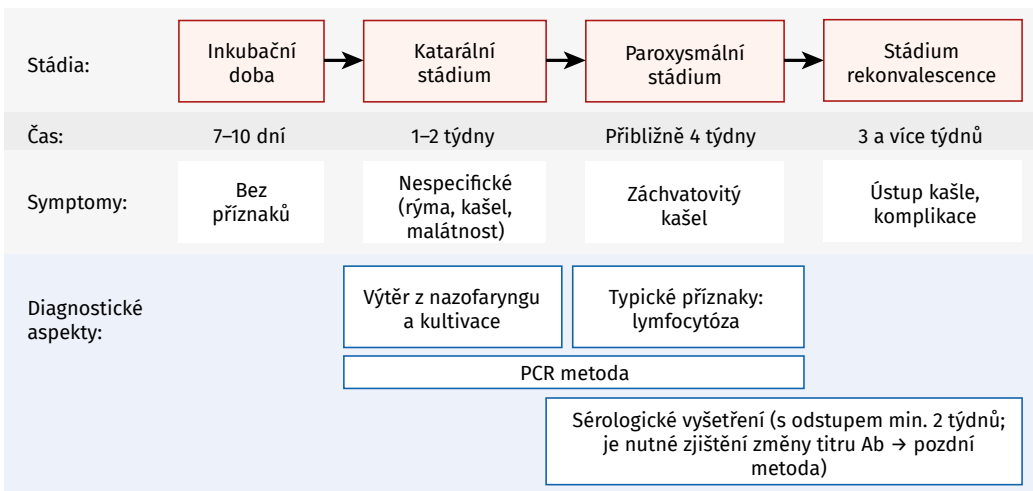 Stádia:
Inkubační
doba
Katarální
stádium
Paroxysmální
stádium
Stádium
rekonvalescence
Čas:
7–10 dní
1–2 týdny
Přibližně 4 týdny
3 a více týdnů
Symptomy:
Bez
příznaků
Nespecifické
(rýma, kašel,
malátnost)
Záchvatovitý
kašel
Ústup kašle,
komplikace
Diagnostické
aspekty:
Výtěr z nazofaryngu
a kultivace
Typické příznaky:
lymfocytóza
PCR metoda
Sérologické vyšetření (s odstupem min. 2 týdnů;
je nutné zjištění změny titru Ab → pozdní
metoda)